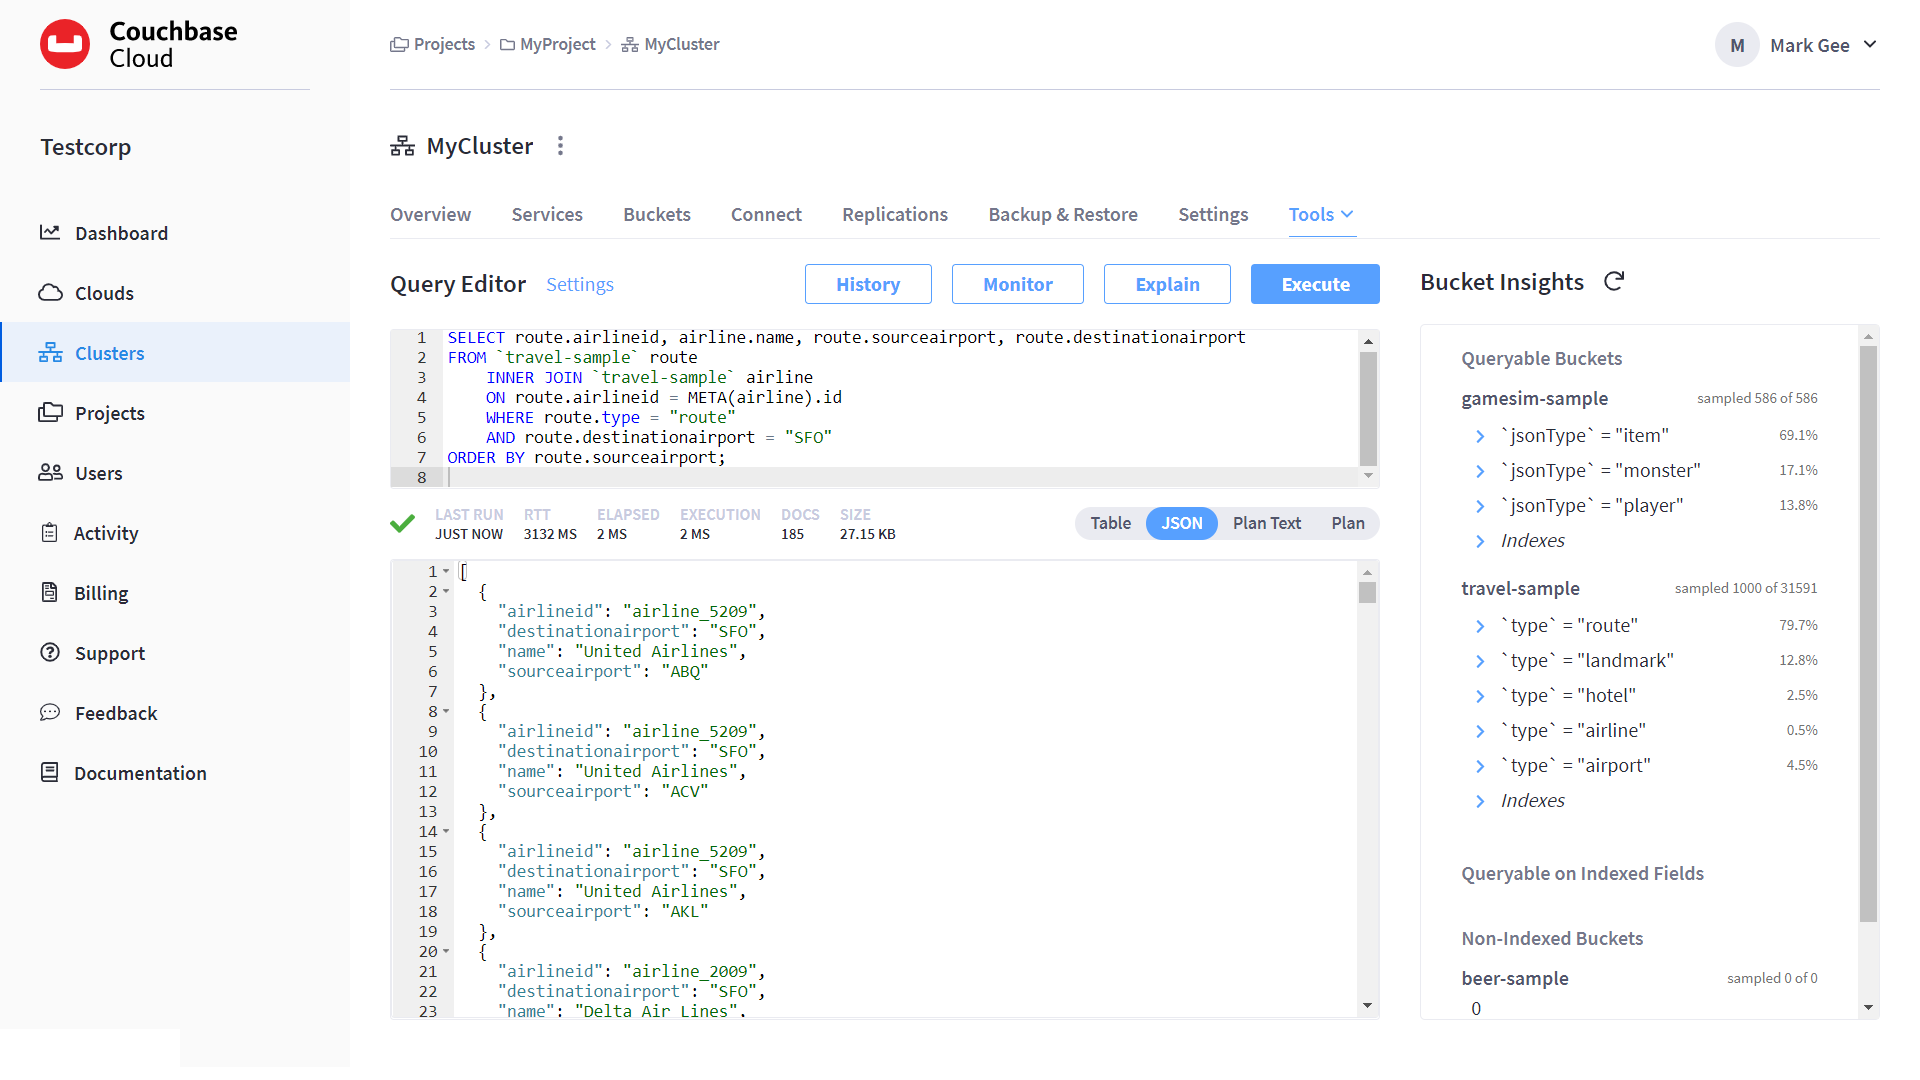 Couchbase
Cloud
Projects MyProject MyCluster
M Mark Gee
Testcorp
Dashboard
Clouds
Clusters
Projects
Users
Activity
Billing
Support
Feedback
Documentation
MyCluster
Overview Services Buckets Connect Replications Backup & Restore Settings Tools
Query Editor Settings History Monitor Explain Execute
1 SELECT route.airlineid, airline.name, route.sourceairport, route.destinationairport
2 FROM `travel-sample` route
3 INNER JOIN `travel-sample` airline
4 ON route.airlineid = META(airline).id
5 WHERE route.type = "route"
6 AND route.destinationairport = "SFO"
7 ORDER BY route.sourceairport;
8
LAST RUN RTT ELAPSED EXECUTION DOCS SIZE
JUST NOW 3132 MS 2 MS 2 MS 185 27.15 KB
Table JSON Plan Text Plan
1 [
2 {
3 "airlineid": "airline_5209",
4 "destinationairport": "SFO",
5 "name": "United Airlines",
6 "sourceairport": "ABQ"
7 },
8 {
9 "airlineid": "airline_5209",
10 "destinationairport": "SFO",
11 "name": "United Airlines",
12 "sourceairport": "ACV"
13 },
14 {
15 "airlineid": "airline_5209",
16 "destinationairport": "SFO",
17 "name": "United Airlines",
18 "sourceairport": "AKL"
19 },
20 {
21 "airlineid": "airline_2009",
22 "destinationairport": "SFO",
23 "name": "Delta Air Lines",
Bucket Insights
Queryable Buckets
gamesim-sample sampled 586 of 586
`jsonType` = "item" 69.1%
`jsonType` = "monster" 17.1%
`jsonType` = "player" 13.8%
Indexes
travel-sample sampled 1000 of 31591
`type` = "route" 79.7%
`type` = "landmark" 12.8%
`type` = "hotel" 2.5%
`type` = "airline" 0.5%
`type` = "airport" 4.5%
Indexes
Queryable on Indexed Fields
Non-Indexed Buckets
beer-sample sampled 0 of 0
0